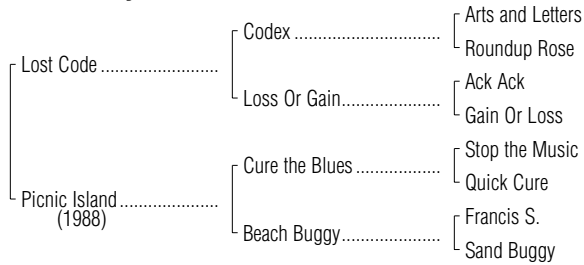 Arts and Letters
Codex
Roundup Rose
Lost Code
Ack Ack
Loss Or Gain
Gain Or Loss
Stop the Music
Cure the Blues
Quick Cure
Picnic Island
(1988)
Francis S.
Beach Buggy
Sand Buggy